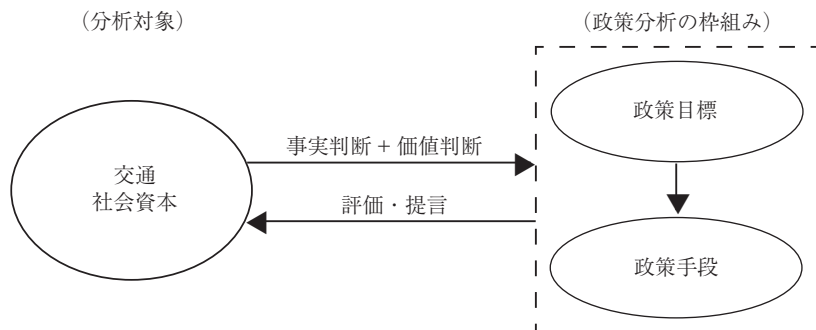 (分析対象)
(政策分析の枠組み)
政策目標
事実判断 + 価値判断
交通
社会資本
評価・提言
政策手段